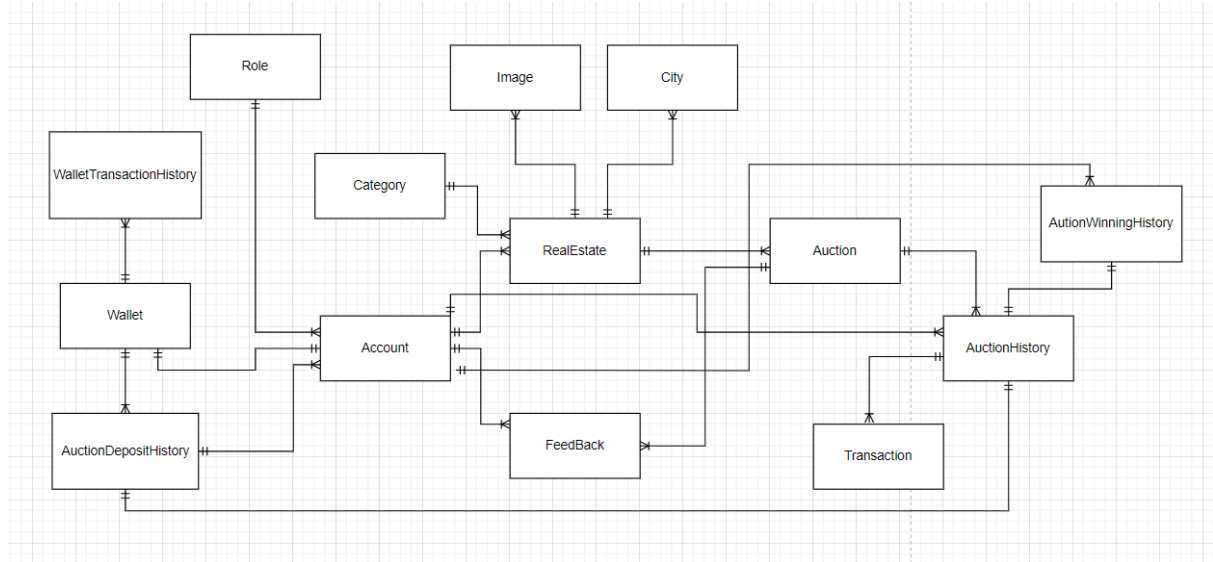 Role
Image
City
WalletTransactionHistory
Category
AutionWinningHistory
RealEstate
Auction
Wallet
Account
AuctionHistory
AuctionDepositHistory
FeedBack
Transaction